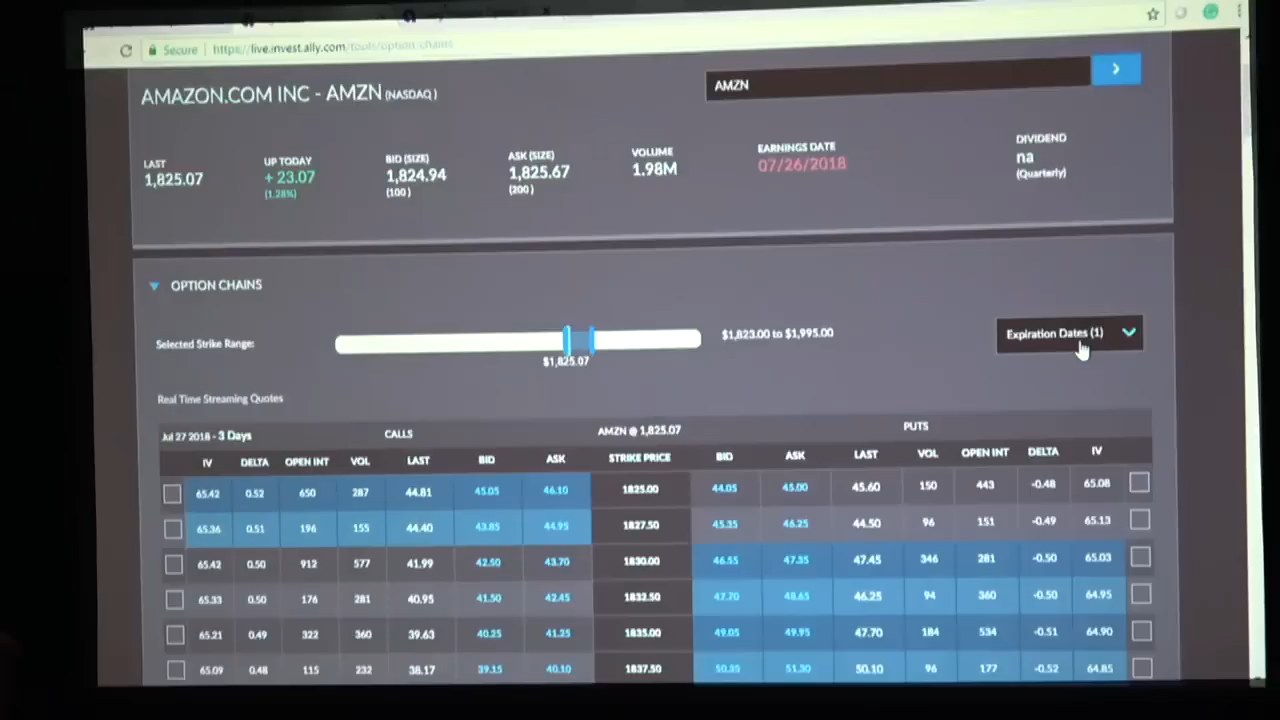 Secure | https://live.invest.ally.com/tools/option-chains
AMAZON.COM INC - AMZN (NASDAQ)
AMZN
LAST
1,825.07
UP TODAY
+ 23.07
(1.28%)
BID (SIZE)
1,824.94
(100)
ASK (SIZE)
1,825.67
(200)
VOLUME
1.98M
EARNINGS DATE
07/26/2018
DIVIDEND
na
(Quarterly)
OPTION CHAINS
Selected Strike Range:
$1,825.07
$1,823.00 to $1,995.00
Expiration Dates (1)
Real Time Streaming Quotes
Jul 27 2018 - 3 Days CALLS AMZN @ 1,825.07 PUTS
IV DELTA OPEN INT VOL LAST BID ASK STRIKE PRICE BID ASK LAST VOL OPEN INT DELTA IV
65.42 0.52 650 287 44.81 45.05 46.10 1825.00 44.05 45.00 45.60 150 443 -0.48 65.08
65.36 0.51 196 155 44.40 43.85 44.95 1827.50 45.35 46.25 44.50 96 151 -0.49 65.13
65.42 0.50 912 577 41.99 42.50 43.70 1830.00 46.55 47.35 47.45 346 281 -0.50 65.03
65.33 0.50 176 281 40.95 41.50 42.45 1832.50 47.70 48.65 46.25 94 360 -0.50 64.95
65.21 0.49 322 360 39.63 40.25 41.35 1835.00 49.05 49.95 47.70 184 534 -0.51 64.90
65.09 0.48 115 232 38.17 39.15 40.10 1837.50 51.30 50.10 96 177 -0.52 64.85